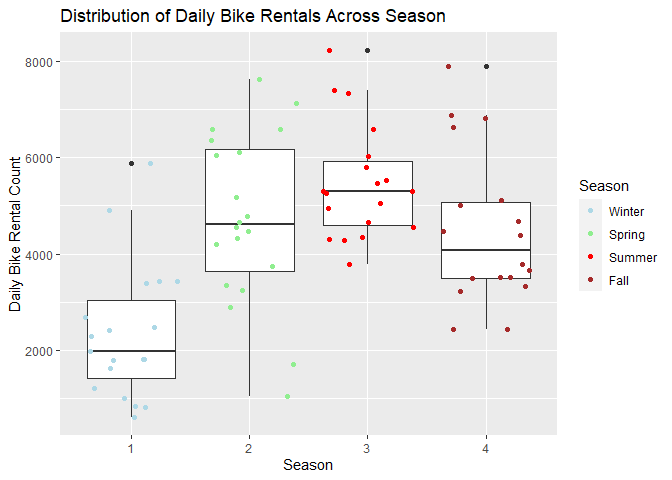 Distribution of Daily Bike Rentals Across Season
Daily Bike Rental Count
8000
6000
4000
2000
1 2 3 4
Season
Season
Winter
Spring
Summer
Fall